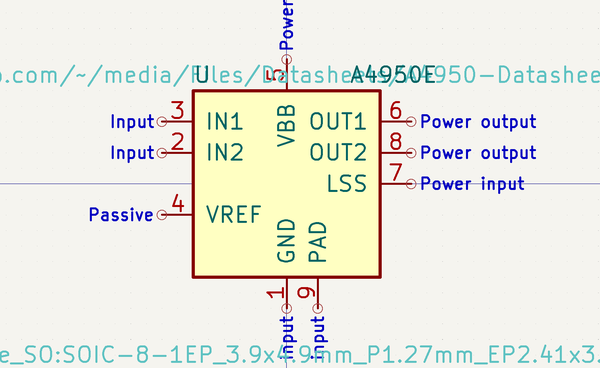 Power
5
o.com/~/media/Files/Datasheets/A4950-Datashee
U
A4950E
Input 3 IN1 VBB OUT1 6 Power output
Input 2 IN2 OUT2 8 Power output
LSS 7 Power input
Passive 4 VREF
GND PAD
1 9
input input
e_SO:SOIC-8-1EP_3.9x4.9mm_P1.27mm_EP2.41x3.